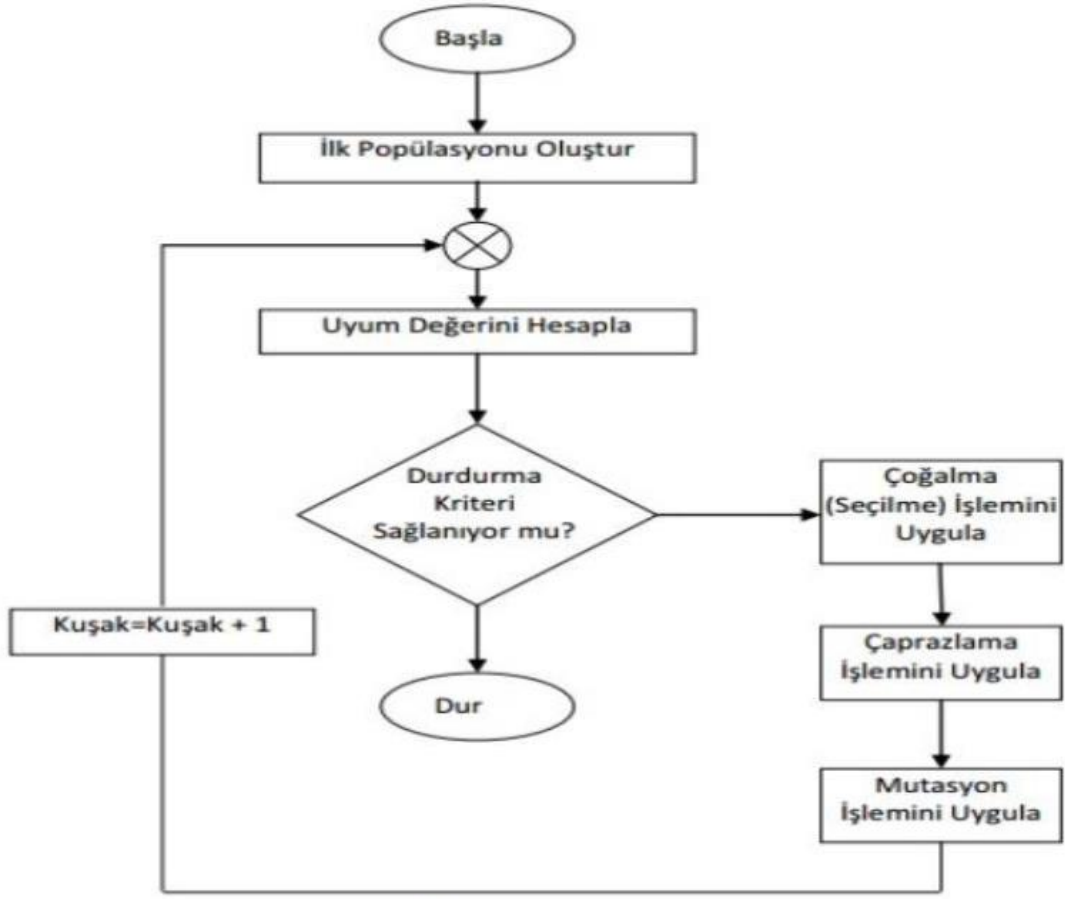 Başla
İlk Popülasyonu Oluştur
Uyum Değerini Hesapla
Durdurma
Kriteri
Sağlanıyor mu?
Çoğalma
(Seçilme) İşlemini
Uygula
Kuşak=Kuşak + 1
Çaprazlama
İşlemini Uygula
Dur
Mutasyon
İşlemini Uygula